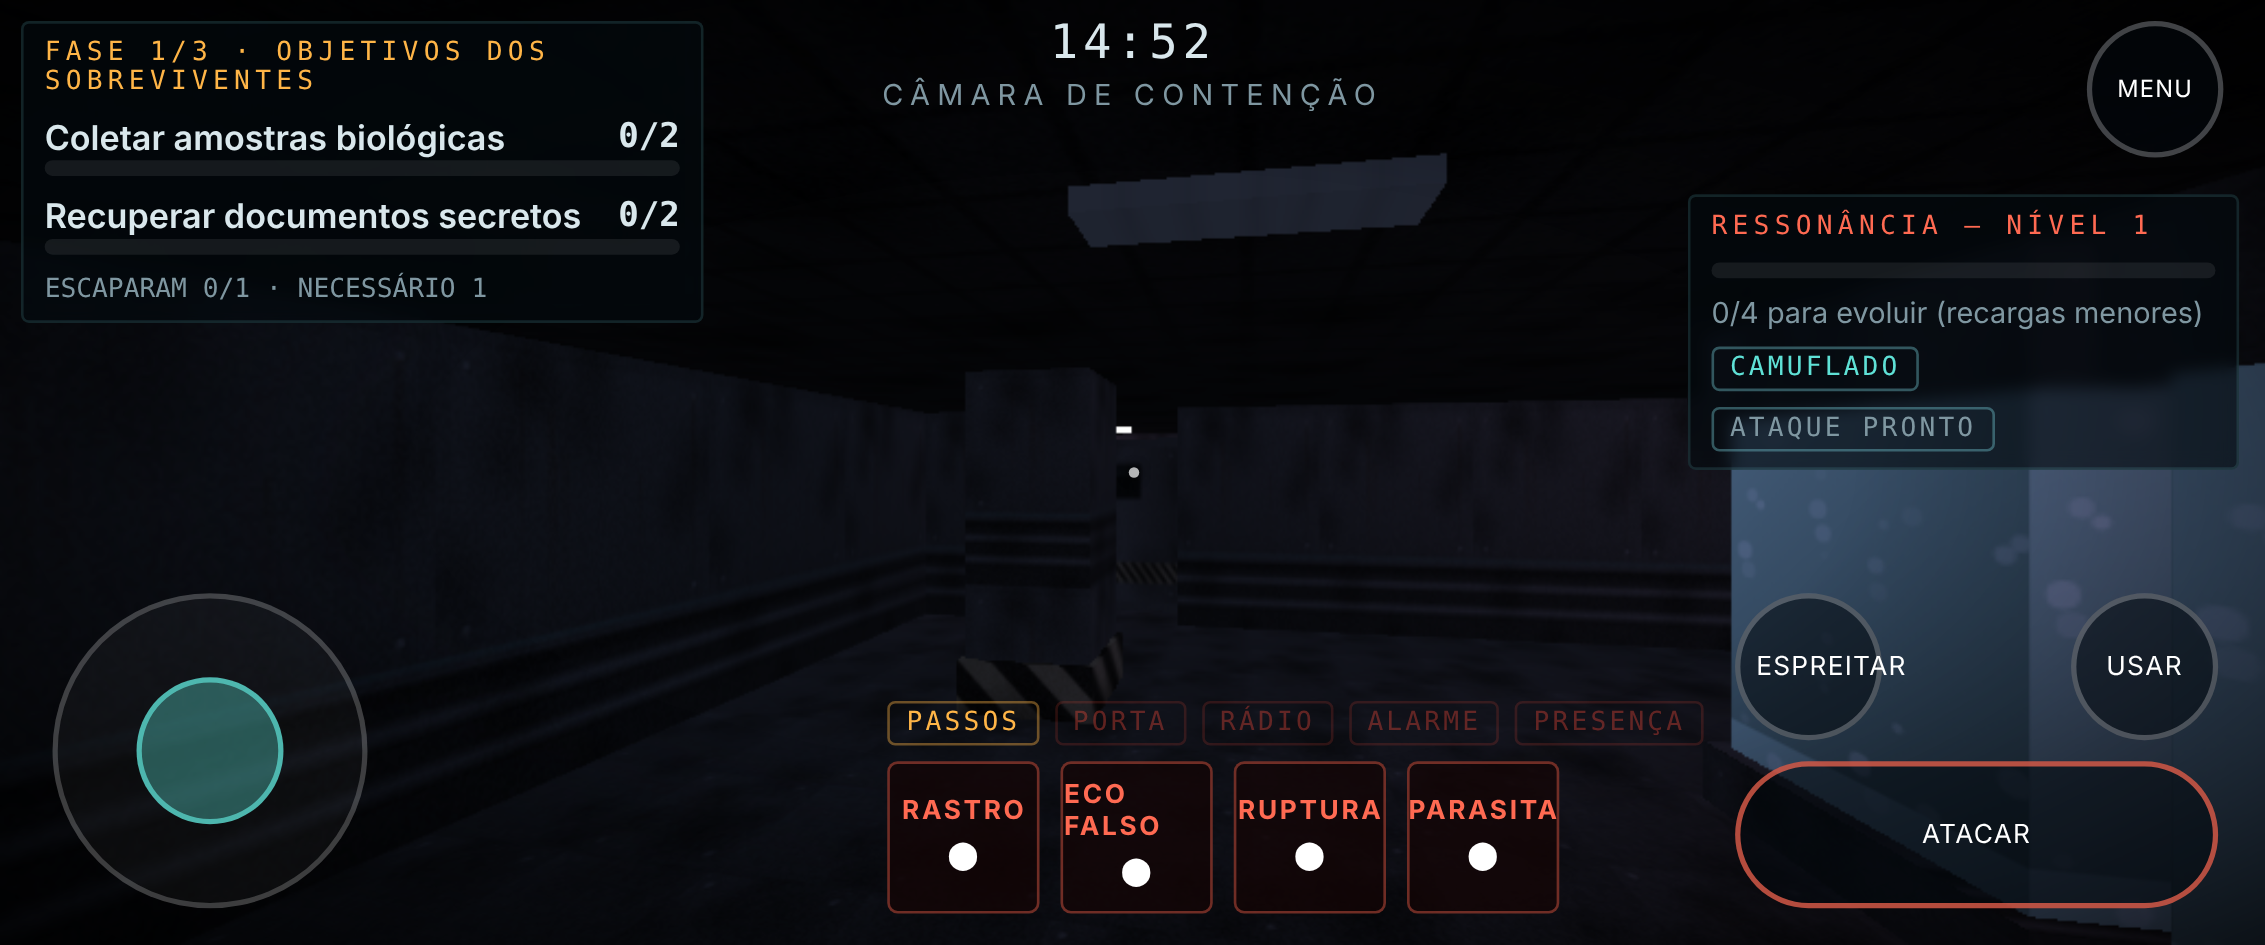 FASE 1/3 · OBJETIVOS DOS
SOBREVIVENTES
Coletar amostras biológicas 0/2
Recuperar documentos secretos 0/2
ESCAPARAM 0/1 · NECESSÁRIO 1
14:52
CÂMARA DE CONTENÇÃO
MENU
RESSONÂNCIA — NÍVEL 1
0/4 para evoluir (recargas menores)
CAMUFLADO
ATAQUE PRONTO
ESPREITAR
USAR
ATACAR
PASSOS
PORTA
RÁDIO
ALARME
PRESENÇA
RASTRO
ECO
FALSO
RUPTURA
PARASITA